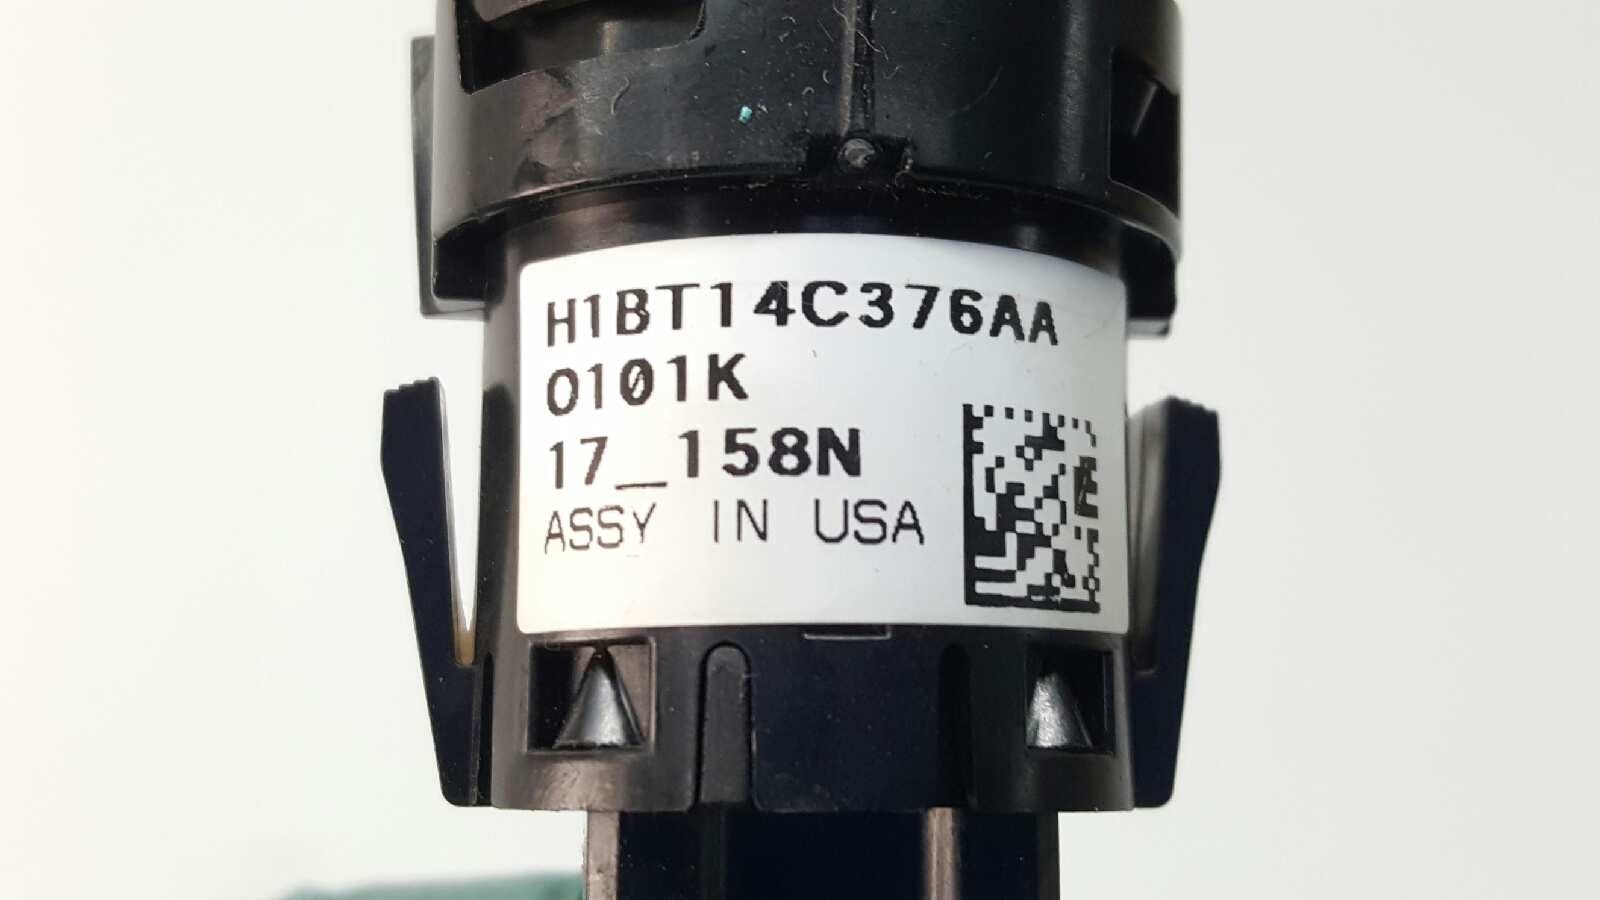 H1BT14C376AA
0101K
17_158N
ASSY IN USA